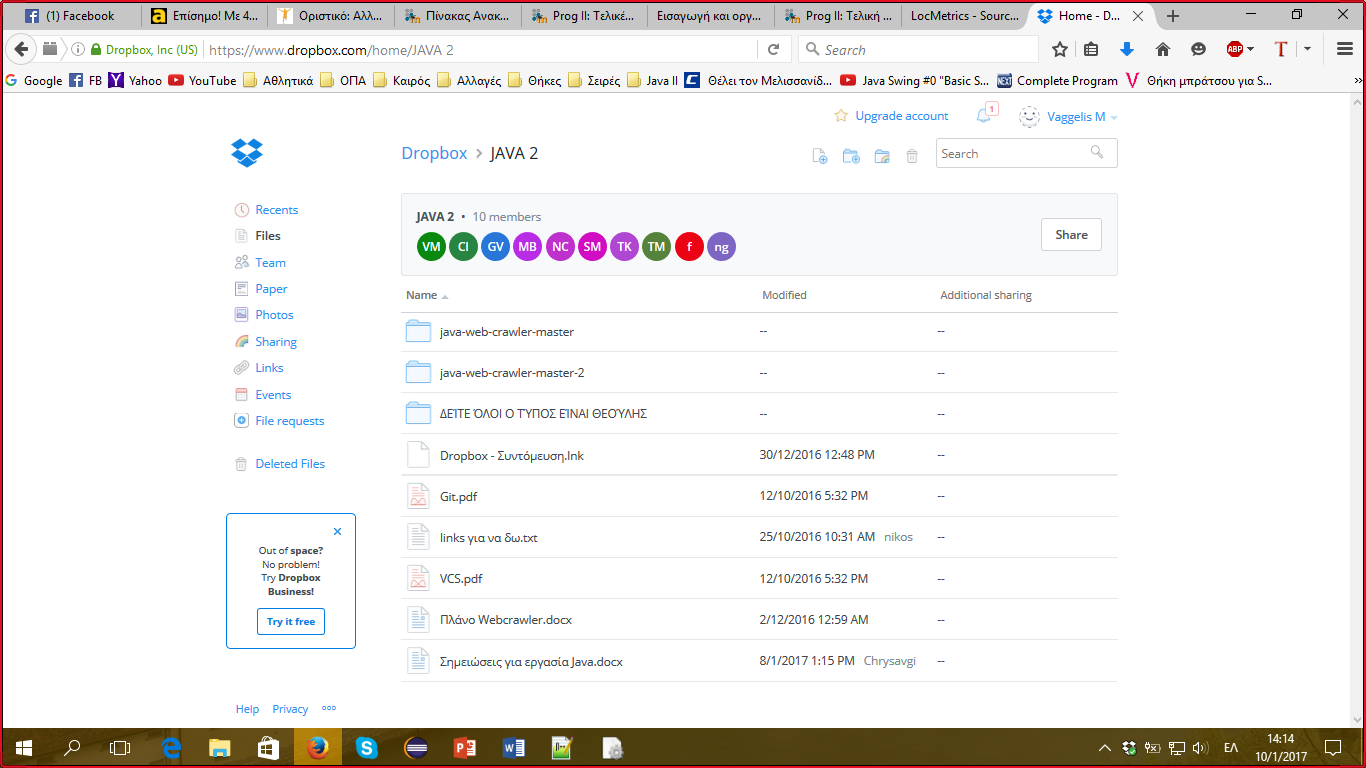 (1) Facebook
Επίσημο! Με 4...
Οριστικό: Αλλ...
Πίνακας Ανακ...
Prog II: Τελικέ...
Εισαγωγή και οργ...
Prog II: Τελική ...
LocMetrics - Sourc...
Home - D...
Dropbox, Inc (US)
https://www.dropbox.com/home/JAVA 2
Search
ABP
T
Google
FB
Yahoo
YouTube
Αθλητικά
ΟΠΑ
Καιρός
Αλλαγές
Θήκες
Σειρές
Java II
Θέλει τον Μελισσανίδ...
Java Swing #0 "Basic S...
Complete Program
Θήκη μπράτσου για S...
Upgrade account
1
Vaggelis M
Dropbox > JAVA 2
Search
Recents
Files
Team
Paper
Photos
Sharing
Links
Events
File requests
Deleted Files
JAVA 2 • 10 members
VM CI GV MB NC SM TK TM f ng
Share
Name Modified Additional sharing
java-web-crawler-master -- --
java-web-crawler-master-2 -- --
ΔΕΊΤΕ ΌΛΟΙ Ο ΤΎΠΟΣ ΕΊΝΑΙ ΘΕΟΎΛΗΣ -- --
Dropbox - Συντόμευση.lnk 30/12/2016 12:48 PM --
Git.pdf 12/10/2016 5:32 PM --
links για να δω.txt 25/10/2016 10:31 AM nikos --
VCS.pdf 12/10/2016 5:32 PM --
Πλάνο Webcrawler.docx 2/12/2016 12:59 AM --
Σημειώσεις για εργασία Java.docx 8/1/2017 1:15 PM Chrysavgi --
Out of space?
No problem!
Try Dropbox
Business!
Try it free
Help Privacy
ΕΛ
14:14
10/1/2017